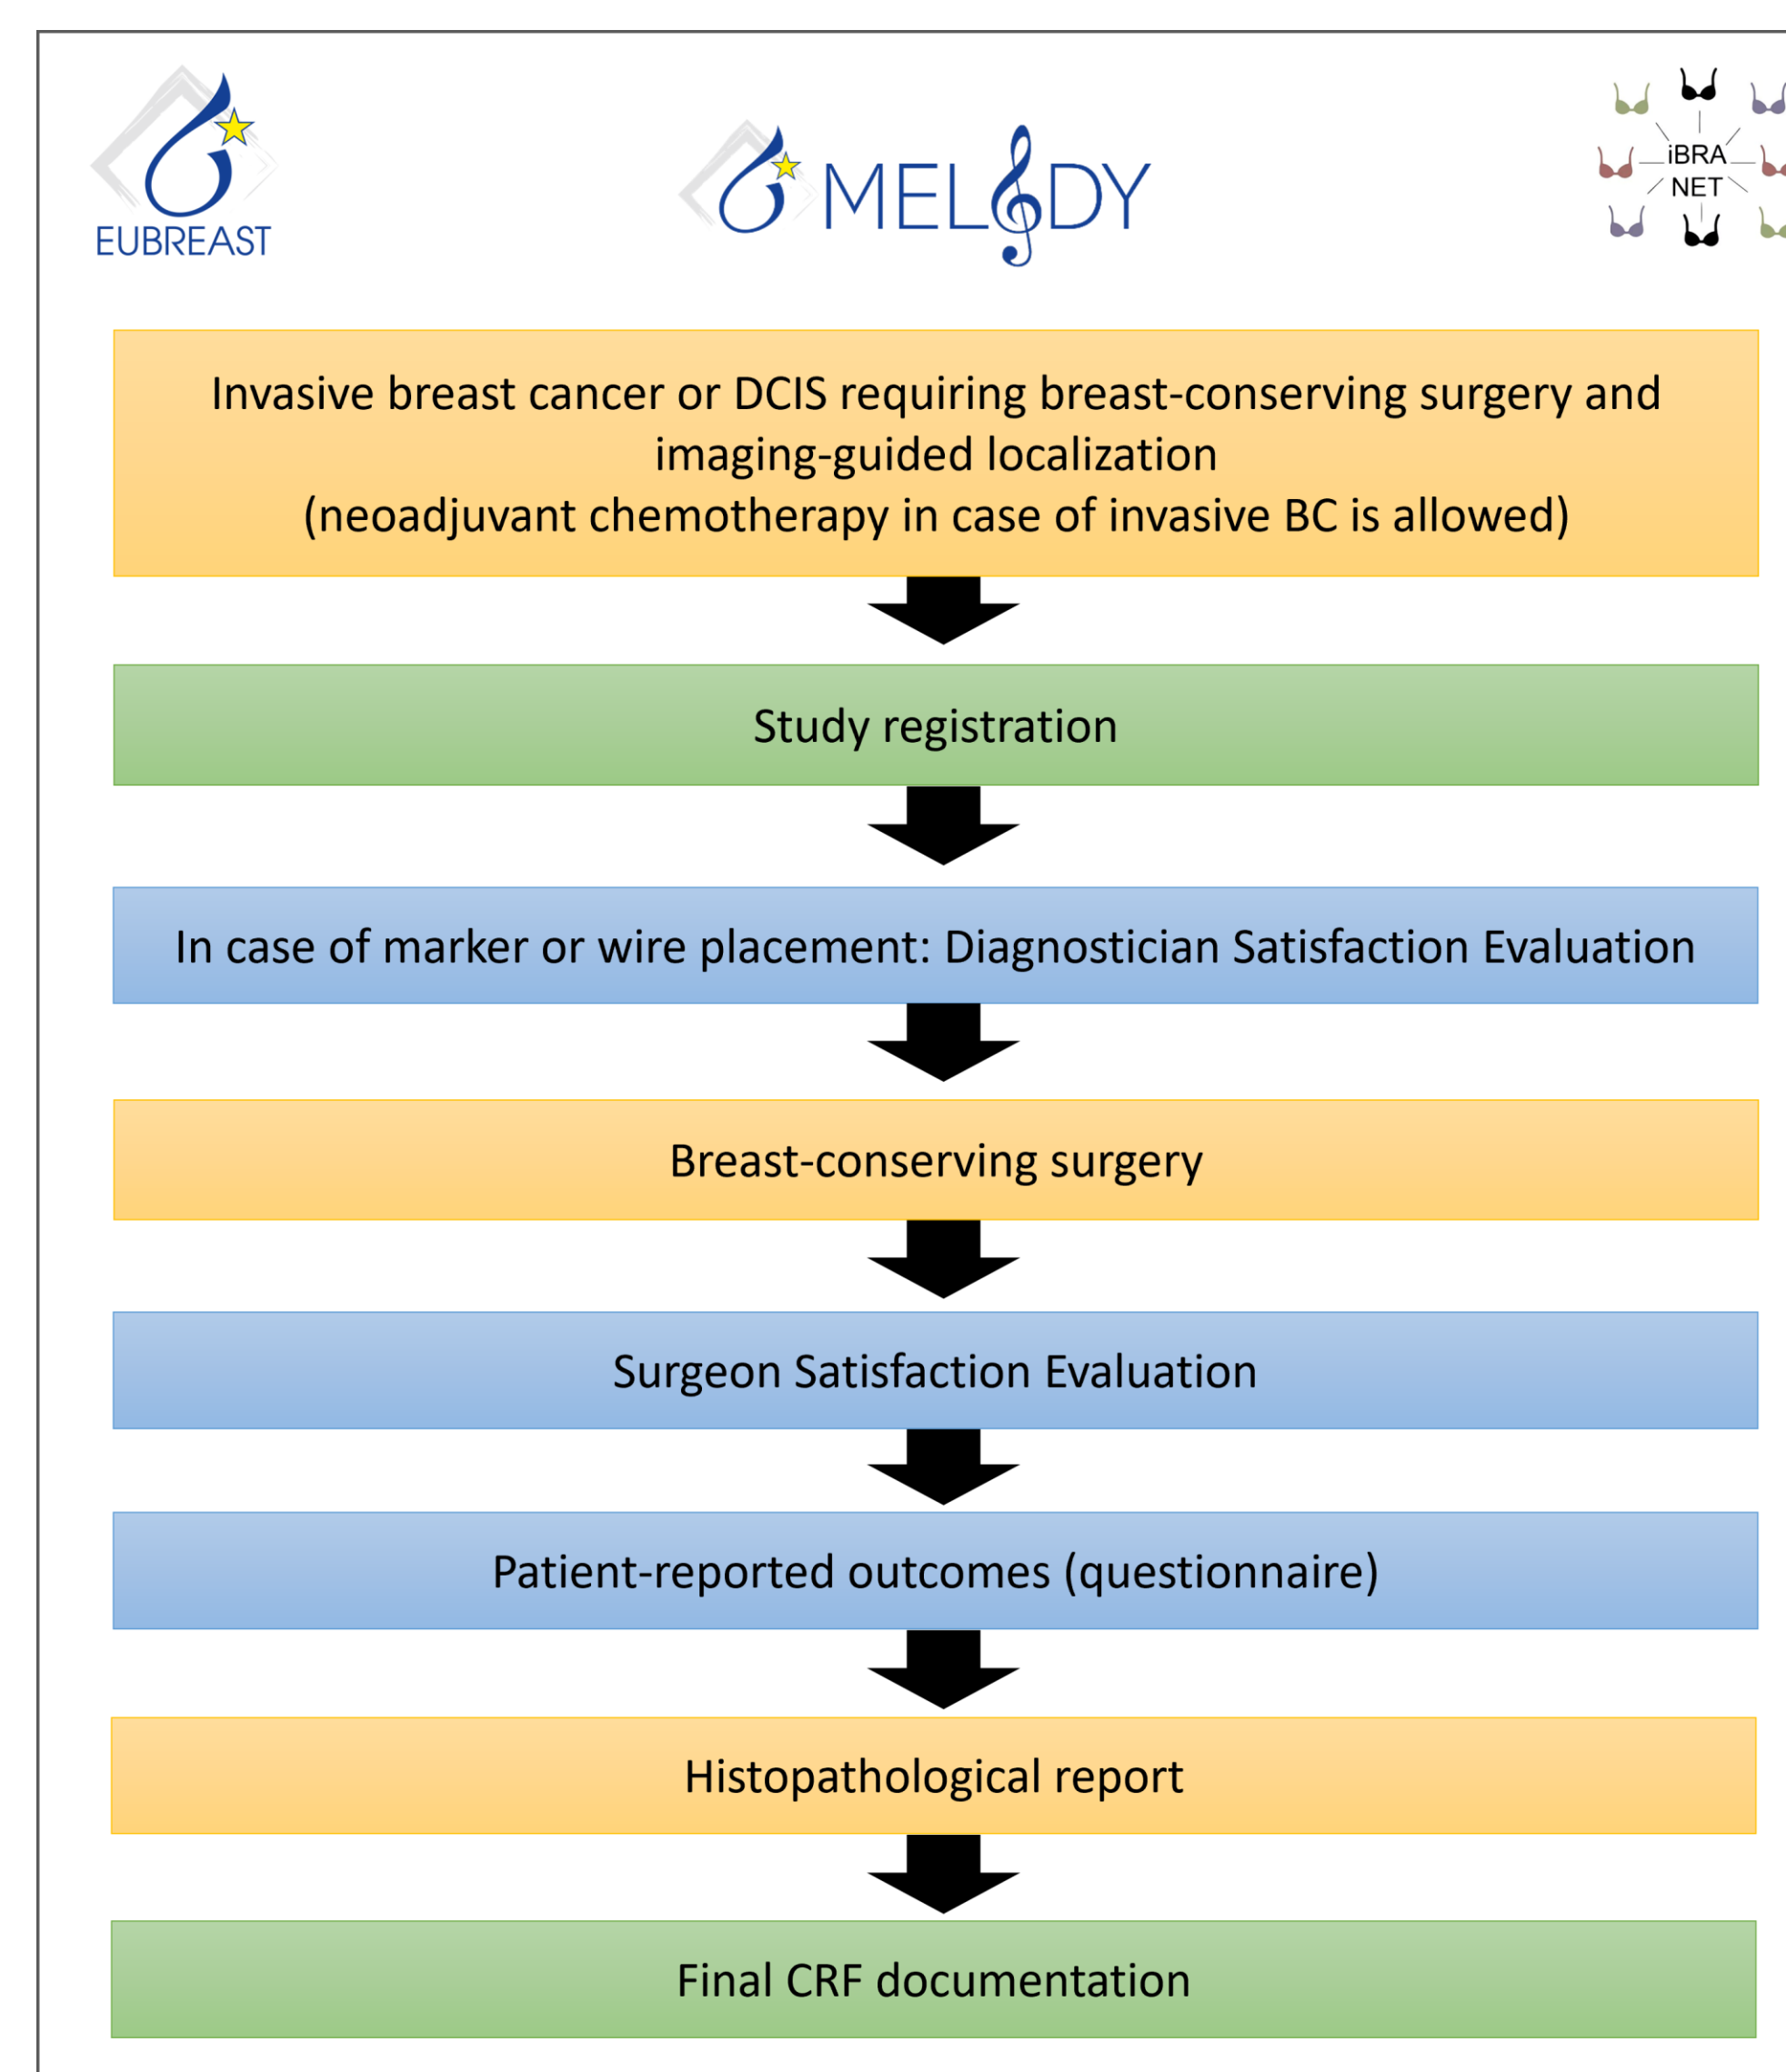 EUBREAST
MELODY
iBRA
NET
Invasive breast cancer or DCIS requiring breast-conserving surgery and
imaging-guided localization
(neoadjuvant chemotherapy in case of invasive BC is allowed)
Study registration
In case of marker or wire placement: Diagnostician Satisfaction Evaluation
Breast-conserving surgery
Surgeon Satisfaction Evaluation
Patient-reported outcomes (questionnaire)
Histopathological report
Final CRF documentation